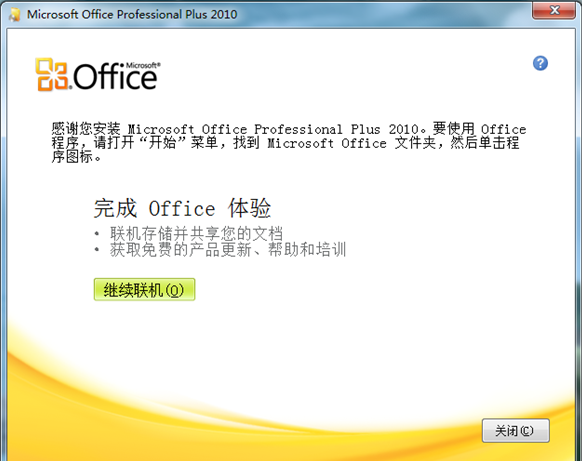 Microsoft Office Professional Plus 2010
Microsoft®
Office
?
感谢您安装 Microsoft Office Professional Plus 2010。要使用 Office
程序，请打开“开始”菜单，找到 Microsoft Office 文件夹，然后单击程
序图标。
完成 Office 体验
• 联机存储并共享您的文档
• 获取免费的产品更新、帮助和培训
继续联机(O)
关闭(C)